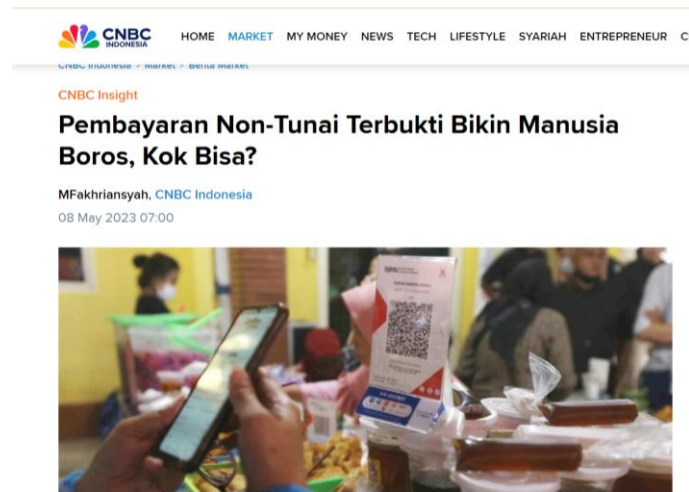 CNBC
INDONESIA
HOME MARKET MY MONEY NEWS TECH LIFESTYLE SYARIAH ENTREPRENEUR C
CNBC Indonesia > Market > Berita Market
CNBC Insight
Pembayaran Non-Tunai Terbukti Bikin Manusia
Boros, Kok Bisa?
MFakhriansyah, CNBC Indonesia
08 May 2023 07:00